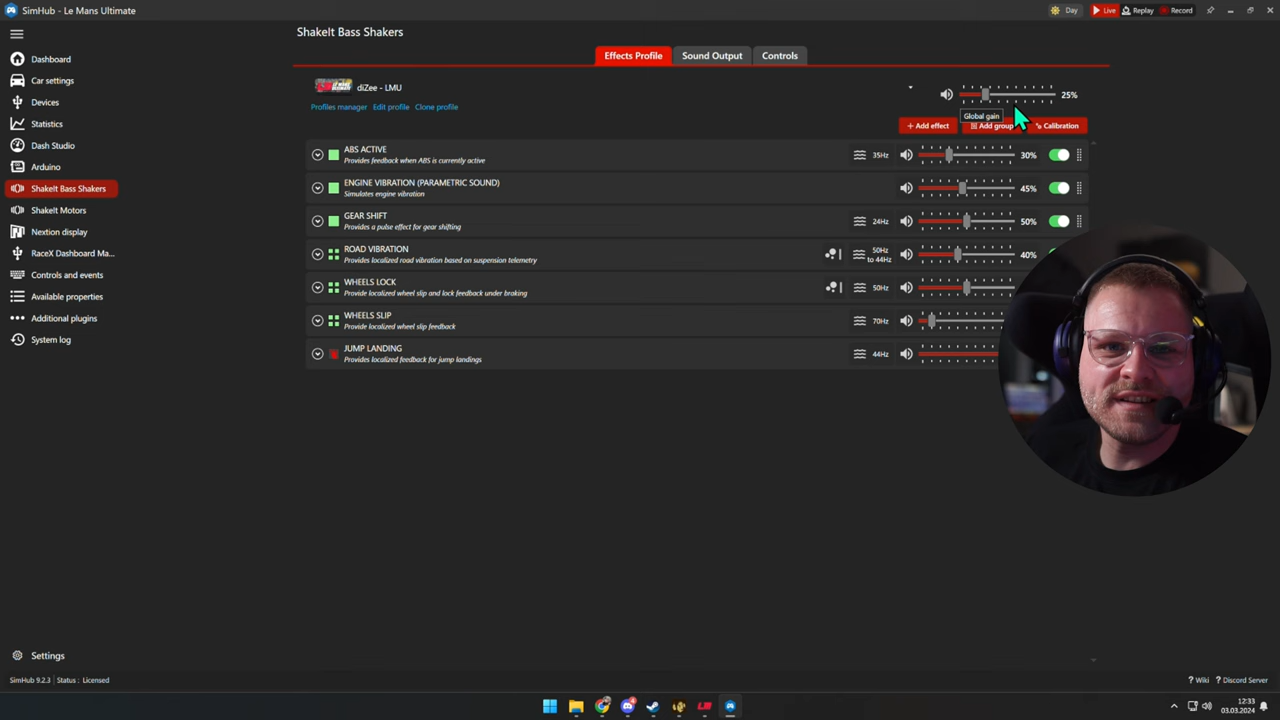 SimHub - Le Mans Ultimate
Day
Live
Replay
Record
Dashboard
Car settings
Devices
Statistics
Dash Studio
Arduino
ShakeIt Bass Shakers
ShakeIt Motors
Nextion display
RaceX Dashboard Ma...
Controls and events
Available properties
Additional plugins
System log
Settings
ShakeIt Bass Shakers
Effects Profile
Sound Output
Controls
diZee - LMU
Profiles manager Edit profile Clone profile
25%
Global gain
+ Add effect
Add group
Calibration
ABS ACTIVE
Provides feedback when ABS is currently active
35Hz
30%
ENGINE VIBRATION (PARAMETRIC SOUND)
Simulates engine vibration
45%
GEAR SHIFT
Provides a pulse effect for gear shifting
24Hz
50%
ROAD VIBRATION
Provides localized road vibration based on suspension telemetry
50Hz
to 44Hz
40%
WHEELS LOCK
Provide localized wheel slip and lock feedback under braking
50Hz
WHEELS SLIP
Provide localized wheel slip feedback
70Hz
JUMP LANDING
Provides localized feedback for jump landings
44Hz
SimHub 9.2.3 | Status : Licensed
? Wiki
? Discord Server
12:33
03.03.2024